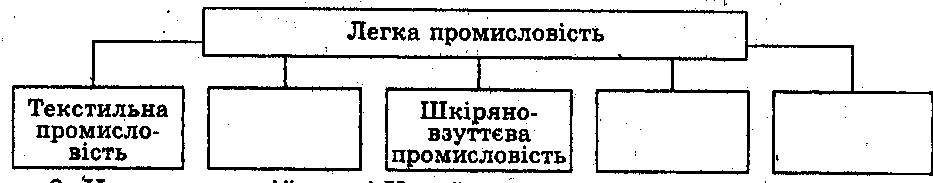 Легка промисловість
Текстильна
промисло-
вість
Шкіряно-
взуттєва
промисловість